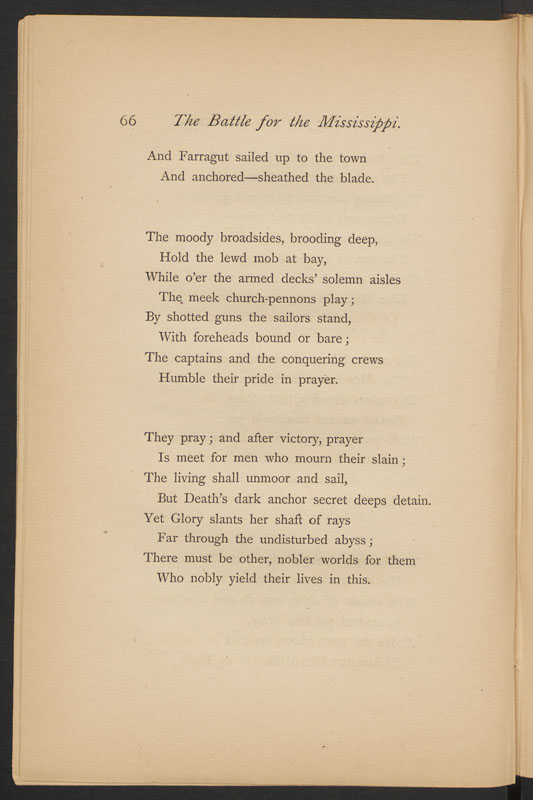 66 The Battle for the Mississippi.
And Farragut sailed up to the town
And anchored—sheathed the blade.
The moody broadsides, brooding deep,
Hold the lewd mob at bay,
While o'er the armed decks' solemn aisles
The meek church-pennons play;
By shotted guns the sailors stand,
With foreheads bound or bare;
The captains and the conquering crews
Humble their pride in prayer.
They pray; and after victory, prayer
Is meet for men who mourn their slain;
The living shall unmoor and sail,
But Death's dark anchor secret deeps detain.
Yet Glory slants her shaft of rays
Far through the undisturbed abyss;
There must be other, nobler worlds for them
Who nobly yield their lives in this.